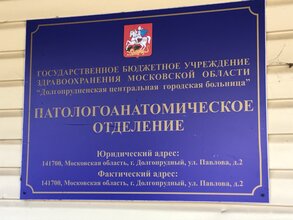 ГОСУДАРСТВЕННОЕ БЮДЖЕТНОЕ УЧРЕЖДЕНИЕ
ЗДРАВООХРАНЕНИЯ МОСКОВСКОЙ ОБЛАСТИ
"Долгопрудненская центральная городская больница"
ПАТОЛОГОАНАТОМИЧЕСКОЕ
ОТДЕЛЕНИЕ
Юридический адрес:
141700, Московская область, г. Долгопрудный, ул. Павлова, д.2
Фактический адрес:
141700, Московская область, г. Долгопрудный, ул. Павлова, д.2